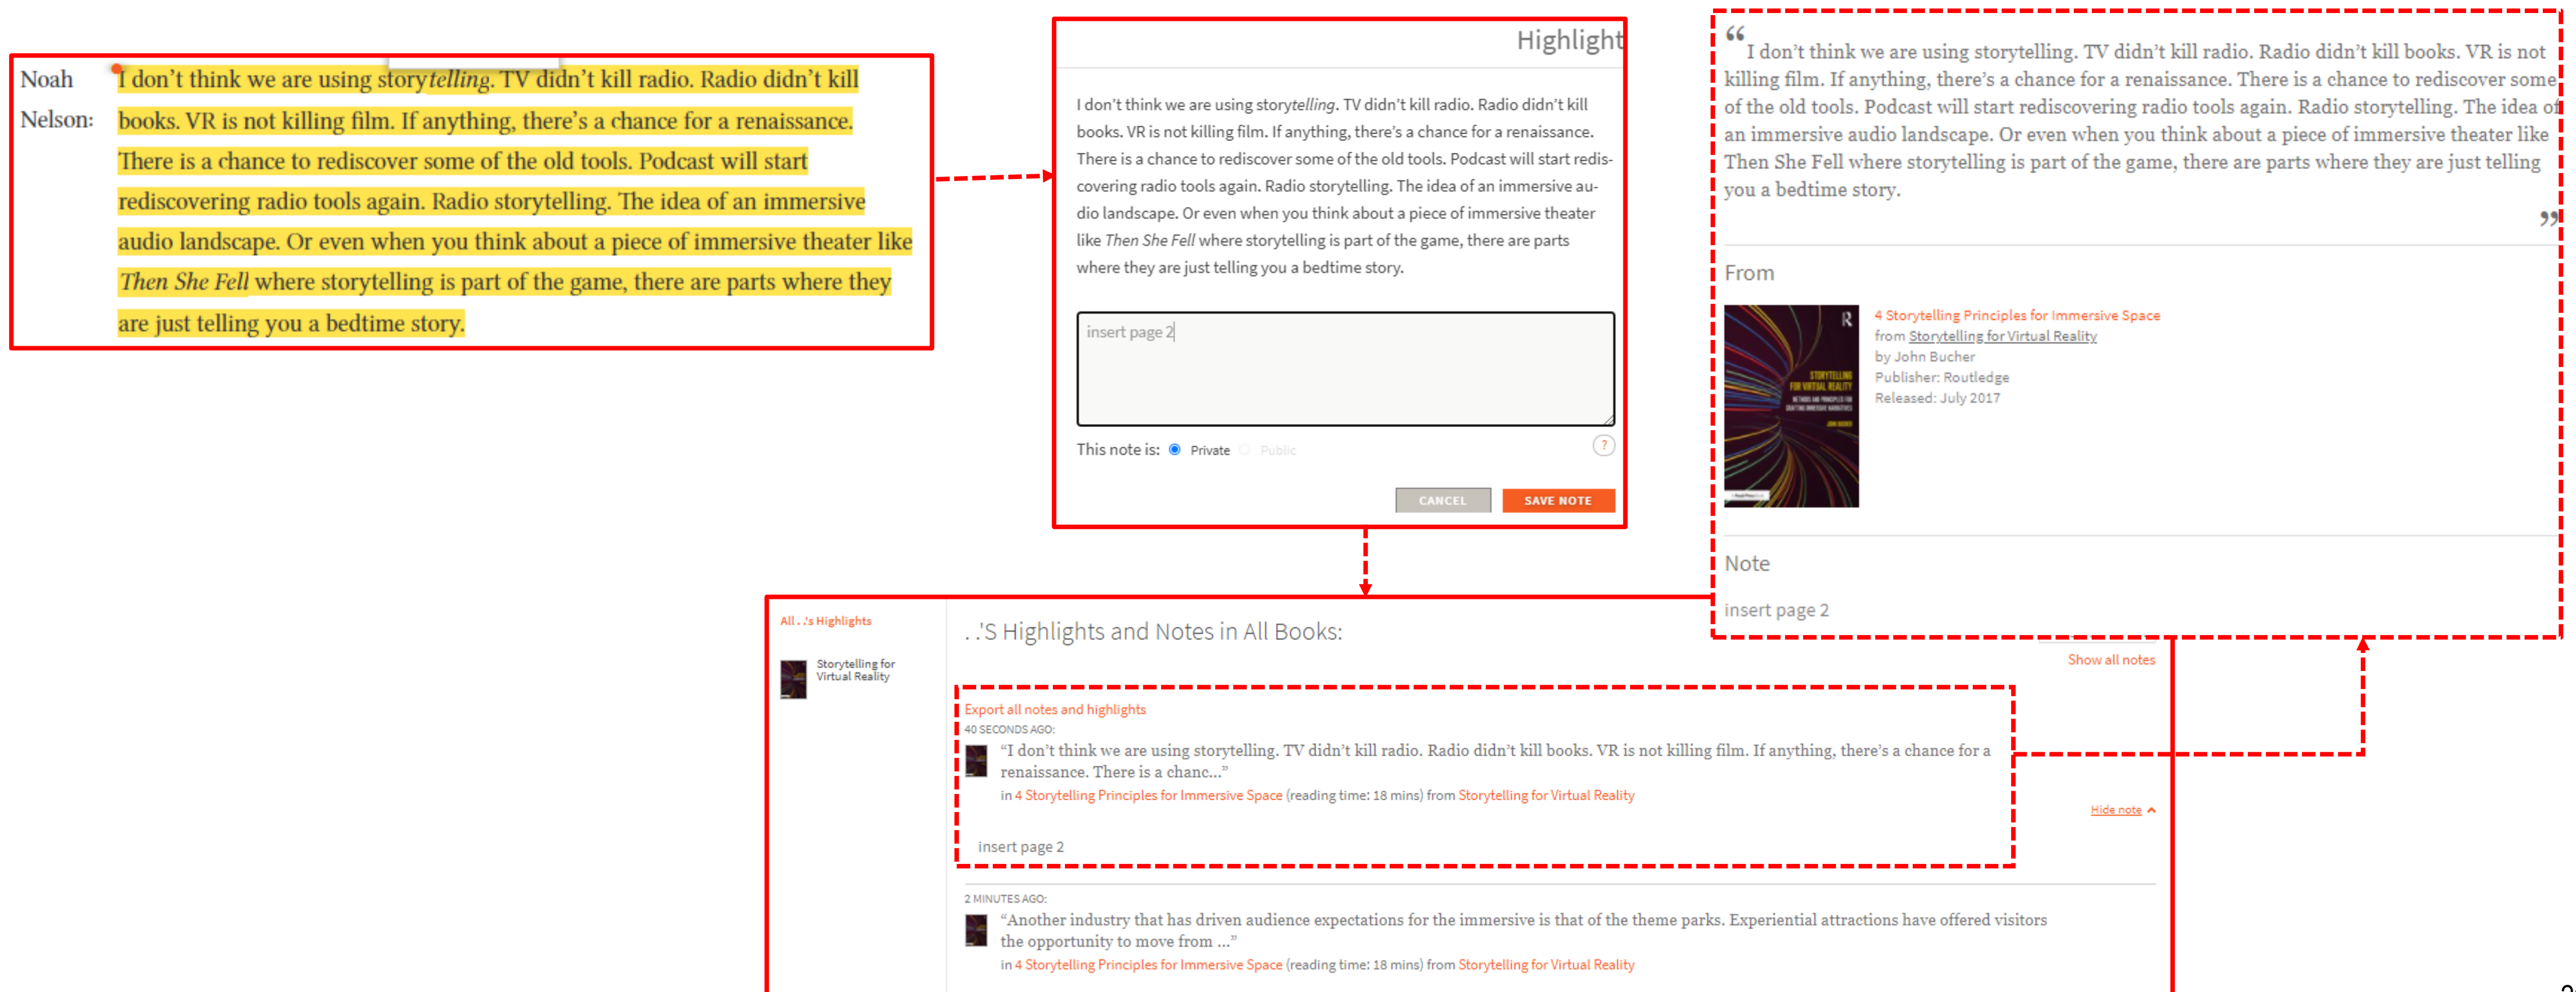 Noah
Nelson:
I don't think we are using storytelling. TV didn't kill radio. Radio didn't kill
books. VR is not killing film. If anything, there's a chance for a renaissance.
There is a chance to rediscover some of the old tools. Podcast will start
rediscovering radio tools again. Radio storytelling. The idea of an immersive
audio landscape. Or even when you think about a piece of immersive theater like
Then She Fell where storytelling is part of the game, there are parts where they
are just telling you a bedtime story.
Highlight
I don't think we are using storytelling. TV didn't kill radio. Radio didn't kill
books. VR is not killing film. If anything, there's a chance for a renaissance.
There is a chance to rediscover some of the old tools. Podcast will start redis-
covering radio tools again. Radio storytelling. The idea of an immersive au-
dio landscape. Or even when you think about a piece of immersive theater
like Then She Fell where storytelling is part of the game, there are parts
where they are just telling you a bedtime story.
insert page 2
This note is: Private Public
?
CANCEL SAVE NOTE
“I don't think we are using storytelling. TV didn't kill radio. Radio didn't kill books. VR is not
killing film. If anything, there's a chance for a renaissance. There is a chance to rediscover some
of the old tools. Podcast will start rediscovering radio tools again. Radio storytelling. The idea of
an immersive audio landscape. Or even when you think about a piece of immersive theater like
Then She Fell where storytelling is part of the game, there are parts where they are just telling
you a bedtime story.
”
From
R
STORYTELLING
FOR VIRTUAL REALITY
METHODS AND PRINCIPLES FOR
CRAFTING IMMERSIVE NARRATIVES
JOHN BUCHER
4 Storytelling Principles for Immersive Space
from Storytelling for Virtual Reality
by John Bucher
Publisher: Routledge
Released: July 2017
Note
insert page 2
All . .'s Highlights
Storytelling for
Virtual Reality
. .'S Highlights and Notes in All Books:
Show all notes
Export all notes and highlights
40 SECONDS AGO:
“I don't think we are using storytelling. TV didn't kill radio. Radio didn't kill books. VR is not killing film. If anything, there's a chance for a
renaissance. There is a chanc...”
in 4 Storytelling Principles for Immersive Space (reading time: 18 mins) from Storytelling for Virtual Reality
Hide note
insert page 2
2 MINUTES AGO:
“Another industry that has driven audience expectations for the immersive is that of the theme parks. Experiential attractions have offered visitors
the opportunity to move from ...”
in 4 Storytelling Principles for Immersive Space (reading time: 18 mins) from Storytelling for Virtual Reality